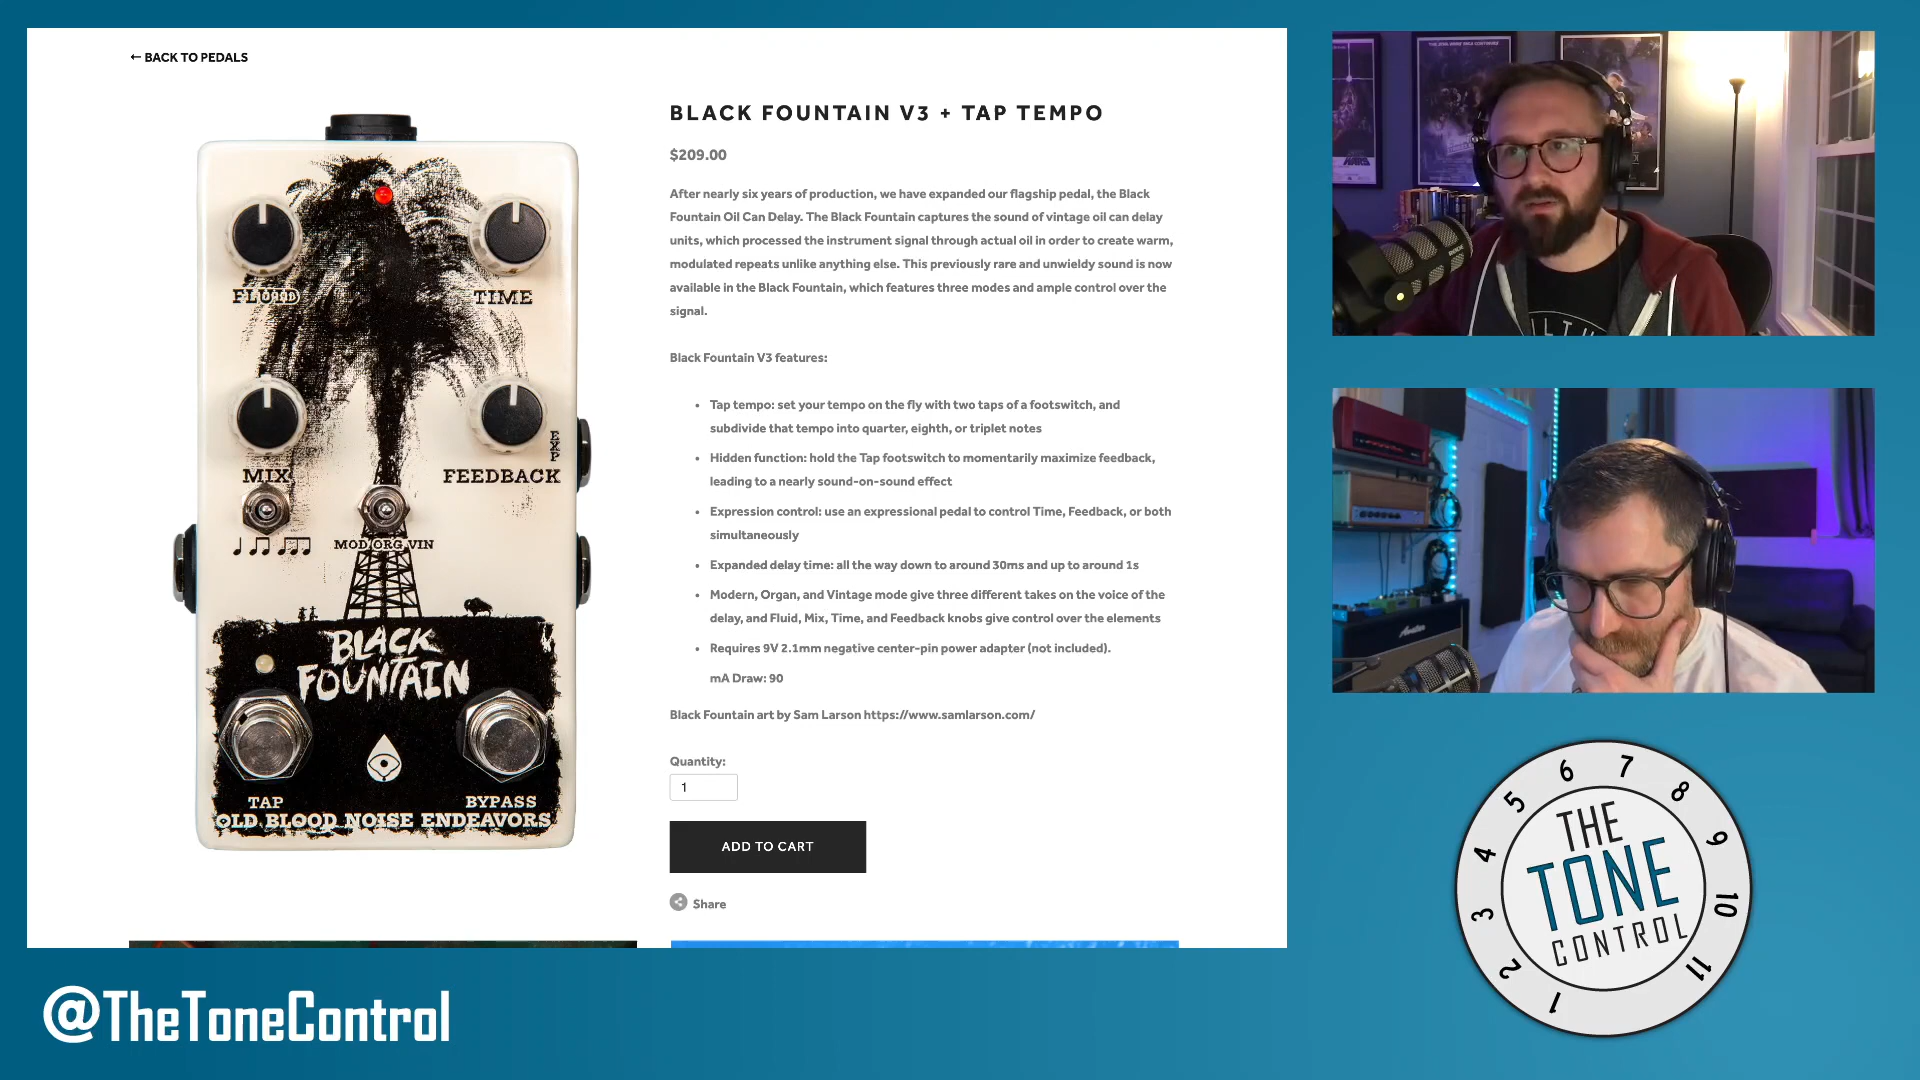 ← BACK TO PEDALS
FLUID
TIME
MIX
FEEDBACK
EXP
MOD ORG VIN
BLACK
FOUNTAIN
TAP
BYPASS
OLD BLOOD NOISE ENDEAVORS
BLACK FOUNTAIN V3 + TAP TEMPO
$209.00
After nearly six years of production, we have expanded our flagship pedal, the Black
Fountain Oil Can Delay. The Black Fountain captures the sound of vintage oil can delay
units, which processed the instrument signal through actual oil in order to create warm,
modulated repeats unlike anything else. This previously rare and unwieldy sound is now
available in the Black Fountain, which features three modes and ample control over the
signal.
Black Fountain V3 features:
• Tap tempo: set your tempo on the fly with two taps of a footswitch, and
subdivide that tempo into quarter, eighth, or triplet notes
• Hidden function: hold the Tap footswitch to momentarily maximize feedback,
leading to a nearly sound-on-sound effect
• Expression control: use an expressional pedal to control Time, Feedback, or both
simultaneously
• Expanded delay time: all the way down to around 30ms and up to around 1s
• Modern, Organ, and Vintage mode give three different takes on the voice of the
delay, and Fluid, Mix, Time, and Feedback knobs give control over the elements
• Requires 9V 2.1mm negative center-pin power adapter (not included).
mA Draw: 90
Black Fountain art by Sam Larson https://www.samlarson.com/
Quantity:
1
ADD TO CART
Share
@TheToneControl
1 2 3 4 5 6 7 8 9 10 11
THE
TONE
CONTROL